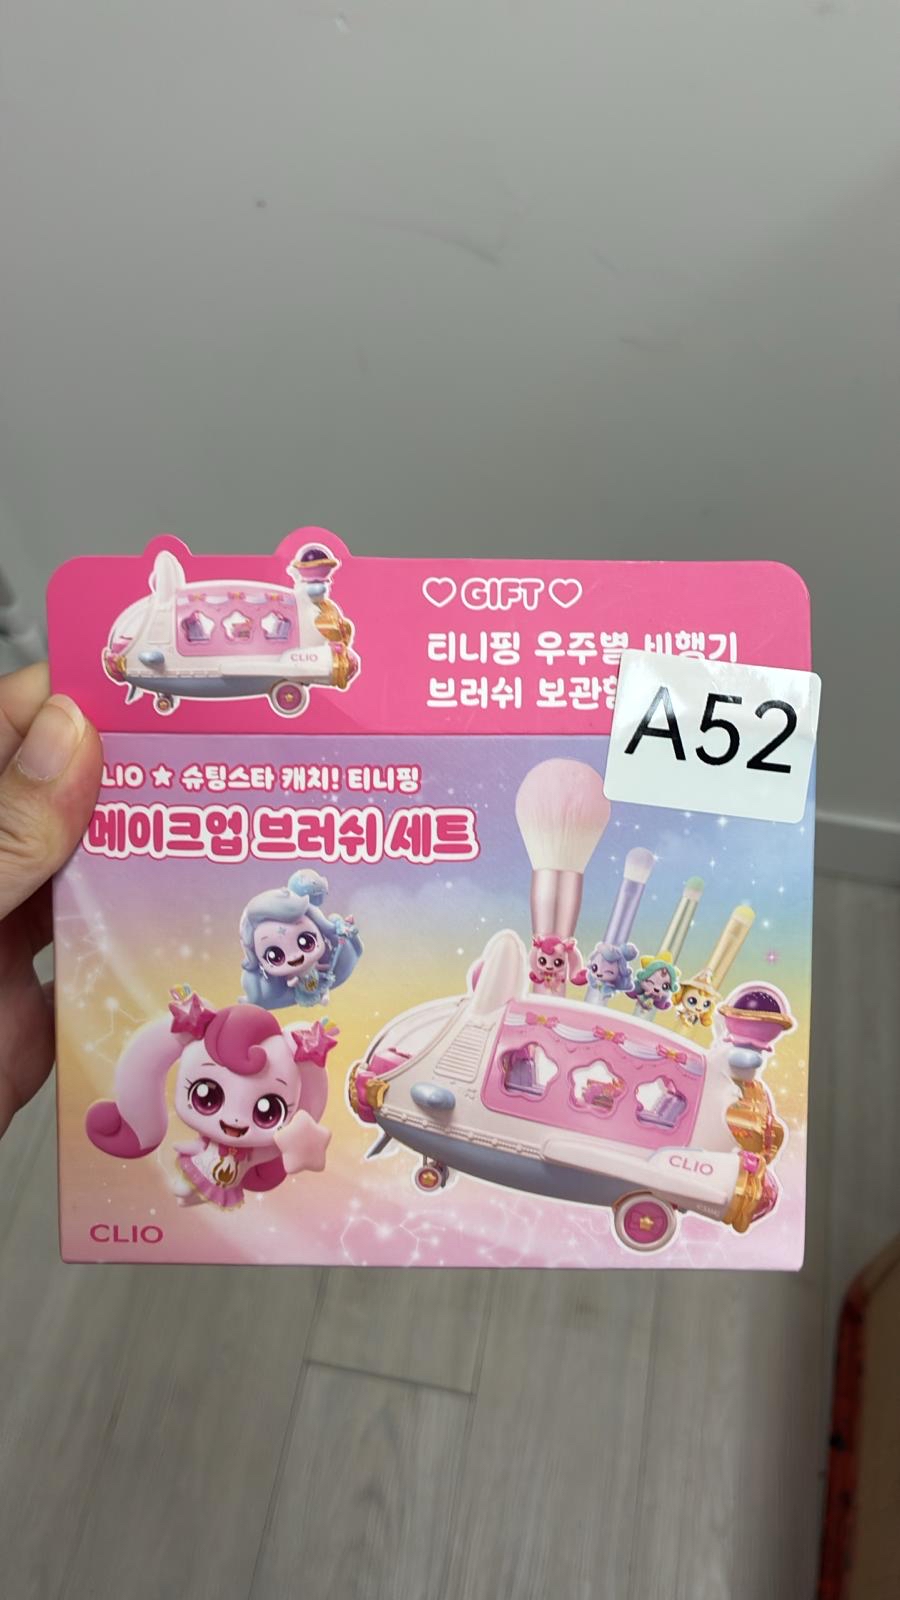 ♡ GIFT ♡
티니핑 우주별 비행기
브러쉬 보관함
A52
CLIO
LIO ★ 슈팅스타 캐치! 티니핑
메이크업 브러쉬 세트
CLIO
CLIO